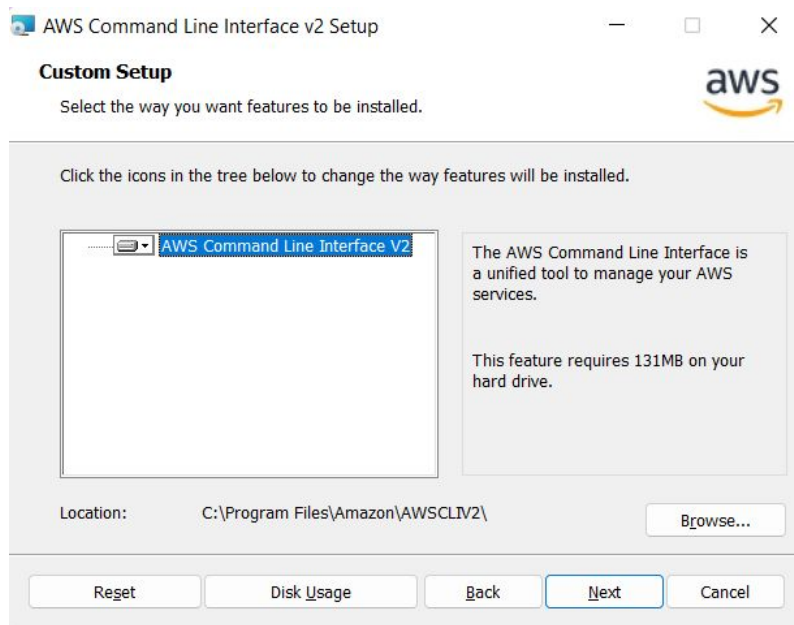 AWS Command Line Interface v2 Setup
Custom Setup
Select the way you want features to be installed.
aws
Click the icons in the tree below to change the way features will be installed.
AWS Command Line Interface V2
The AWS Command Line Interface is
a unified tool to manage your AWS
services.
This feature requires 131MB on your
hard drive.
Location: C:\Program Files\Amazon\AWSCLIV2\
Browse...
Reset Disk Usage Back Next Cancel